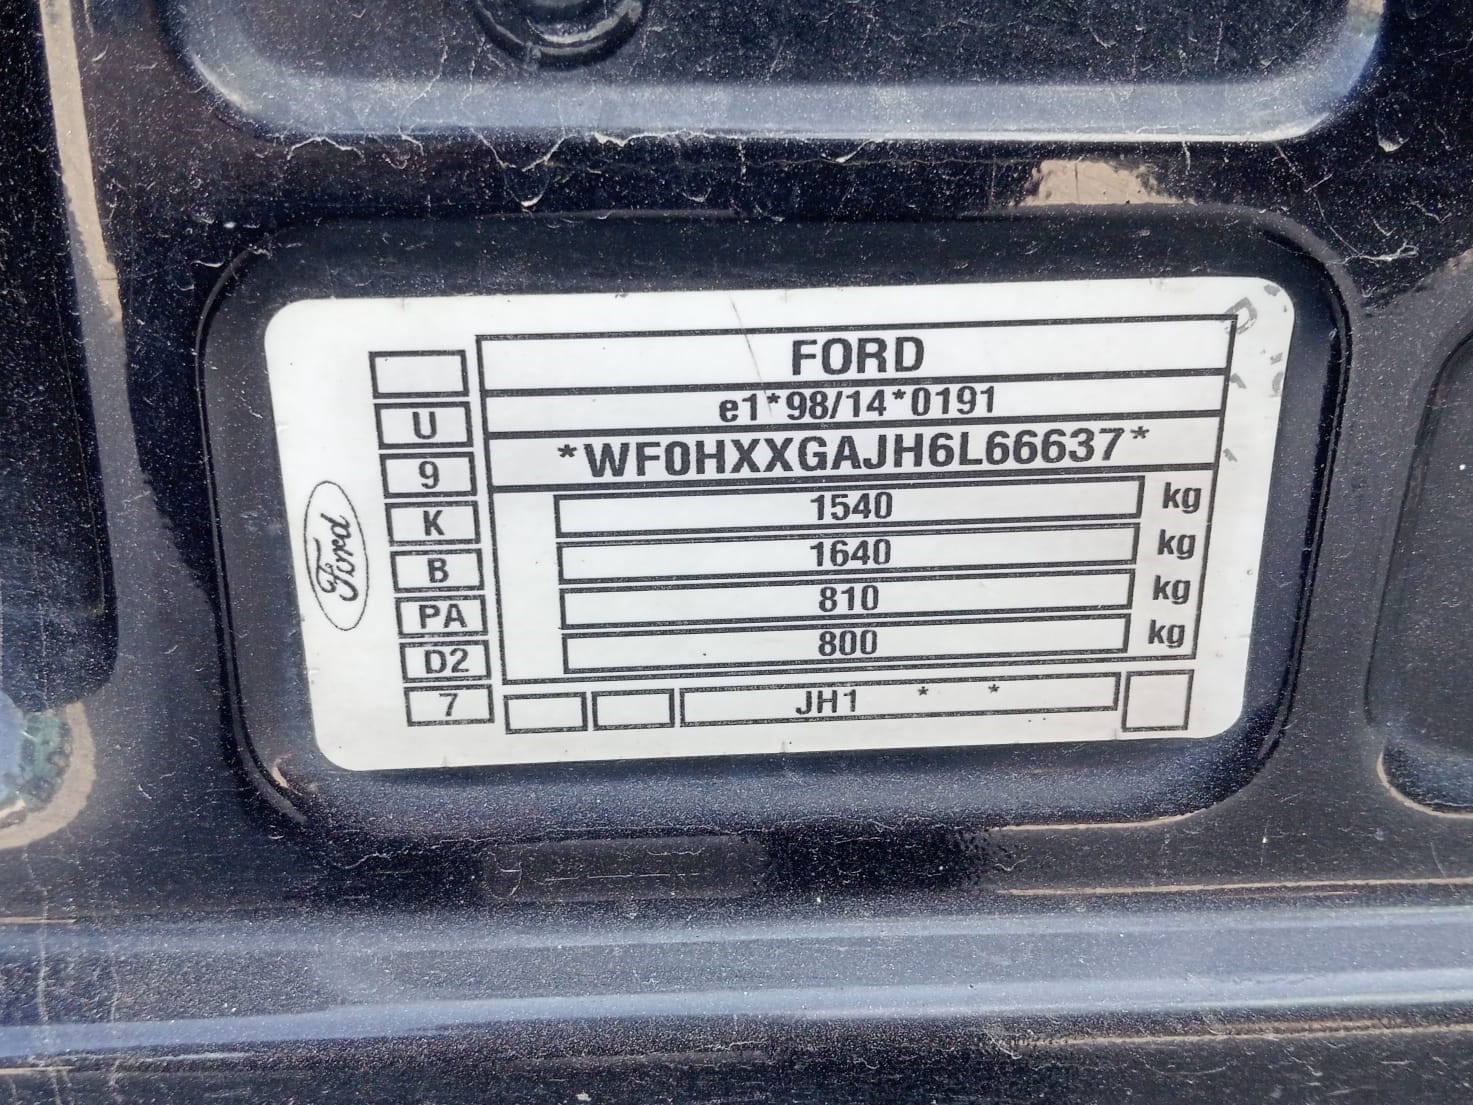 FORD
e1*98/14*0191
*WF0HXXGAJH6L66637*
1540 kg
1640 kg
810 kg
800 kg
JH1 * *
U
9
K
B
PA
D2
7
Ford